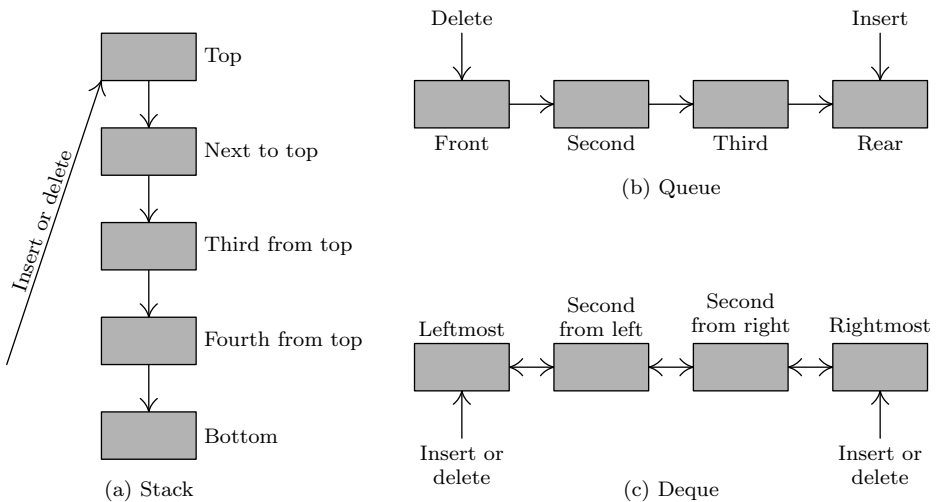 Top
Next to top
Third from top
Fourth from top
Bottom
Insert or delete
(a) Stack
Delete
Insert
Front
Second
Third
Rear
(b) Queue
Leftmost
Second
from left
Second
from right
Rightmost
Insert or
delete
Insert or
delete
(c) Deque